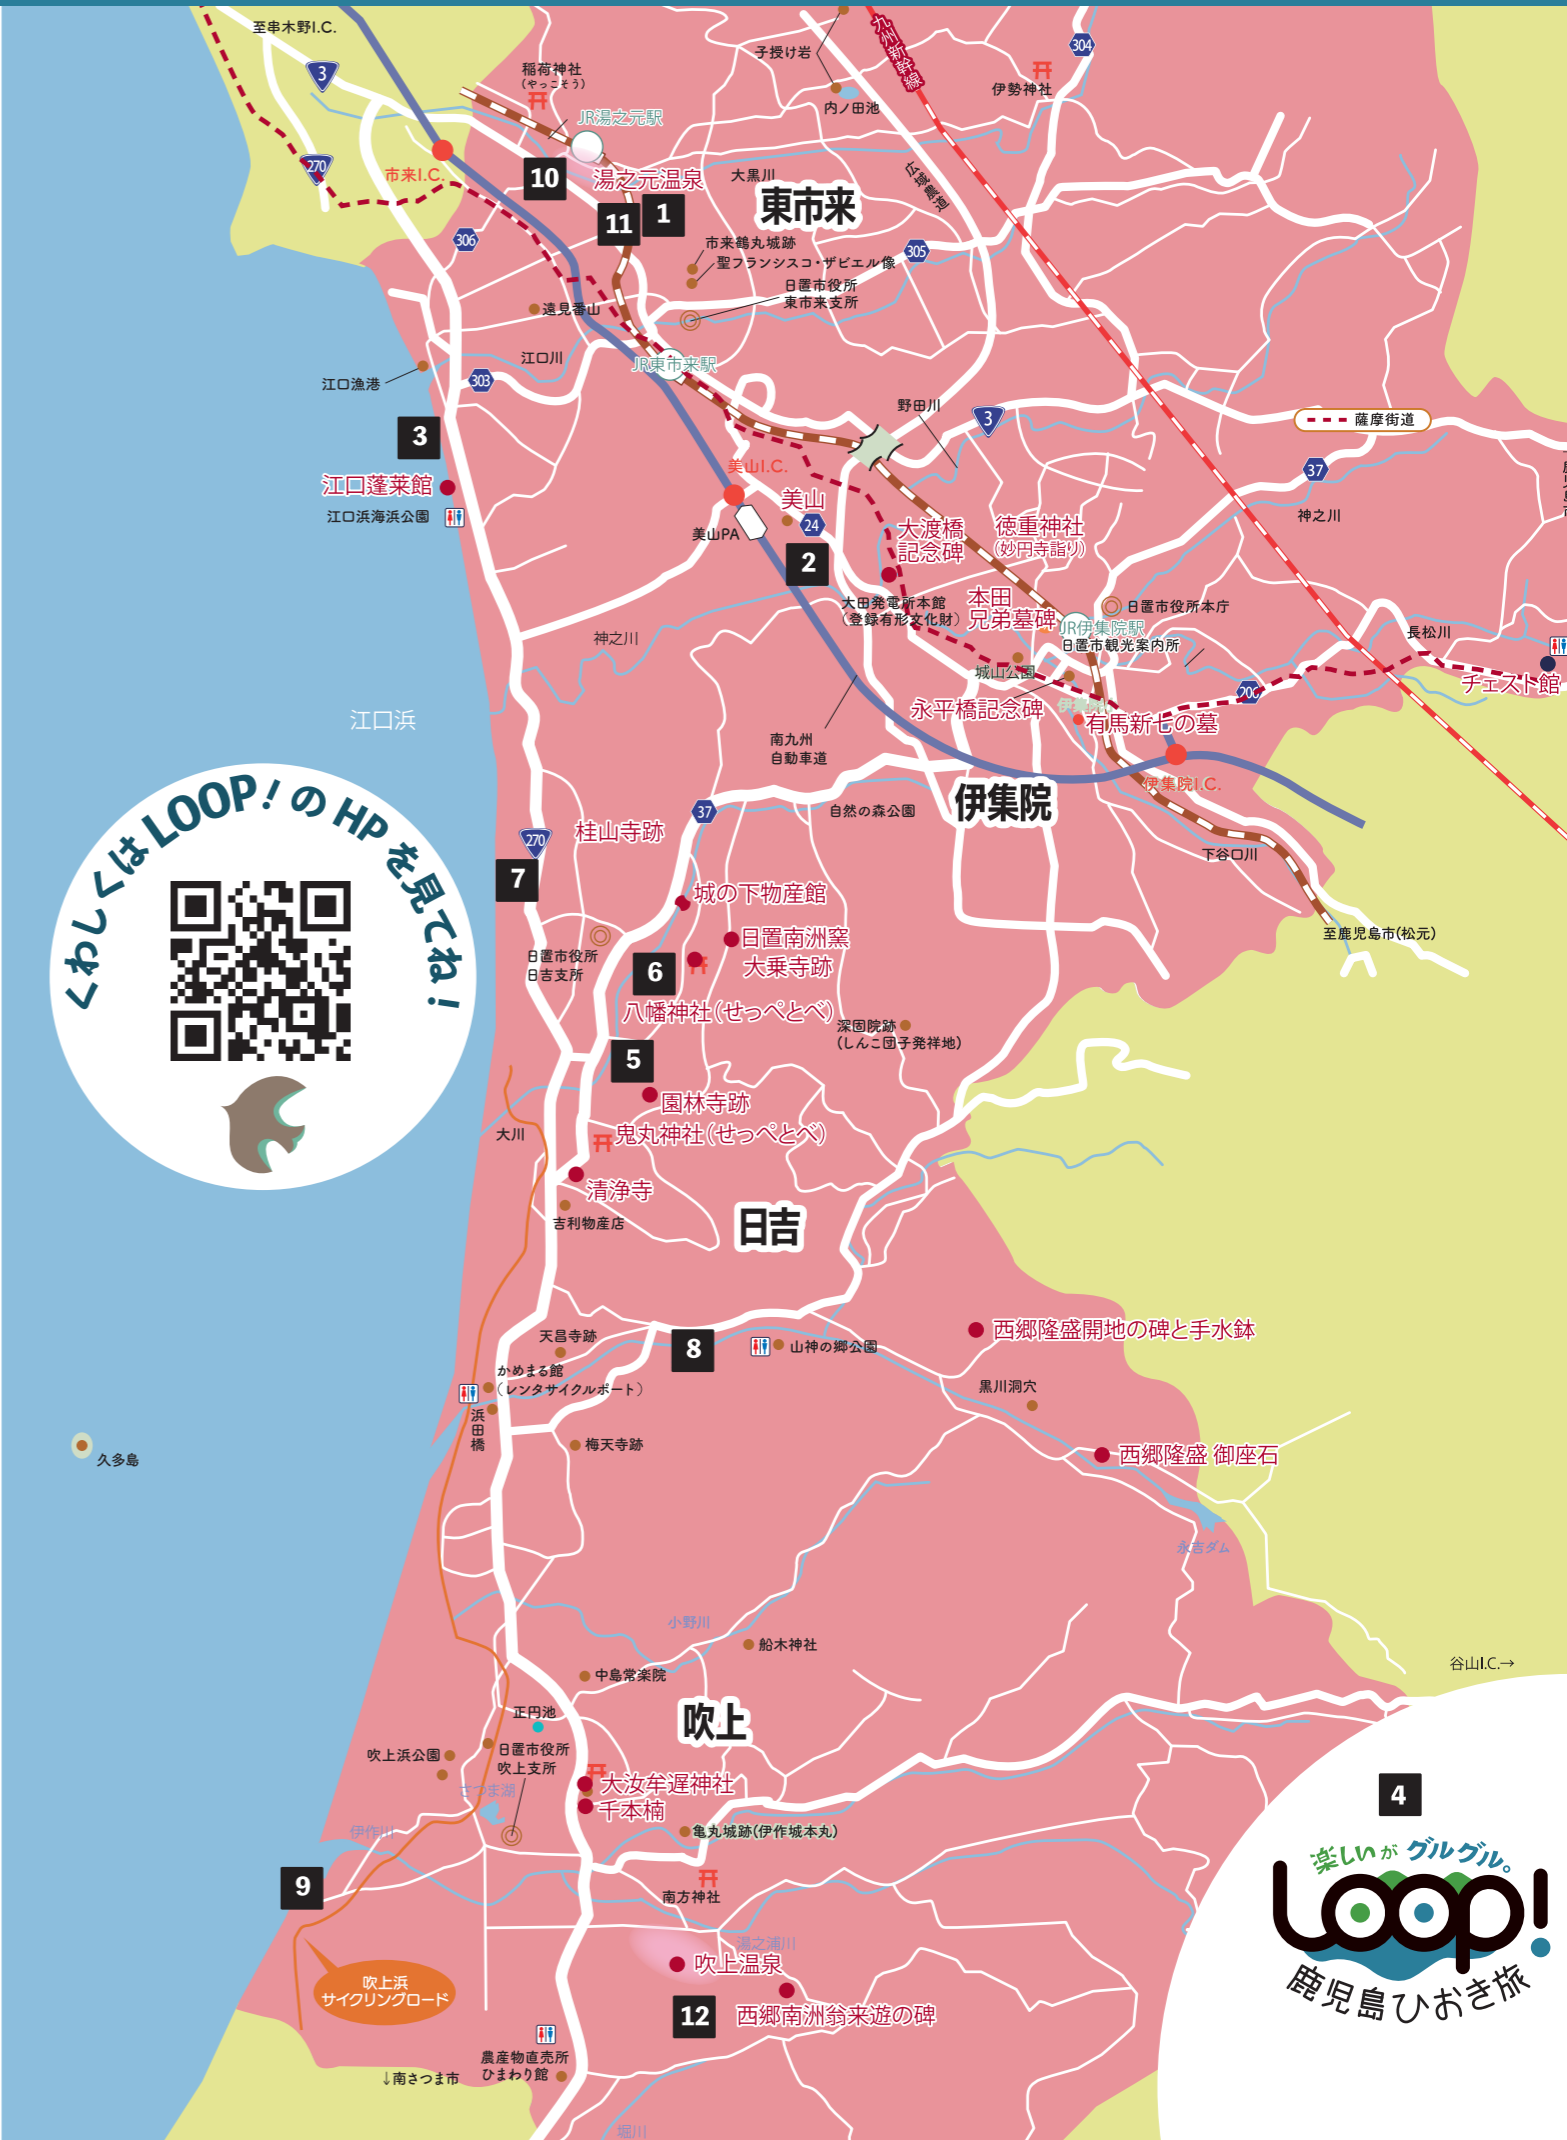 至串木野I.C.
3
稲荷神社
(やっこそう)
JR湯之元駅
子授け岩
内ノ田池
九州新幹線
304
伊勢神社
270
市来I.C.
10
湯之元温泉
大黒川
東市来
広域農道
306
11
1
市来鶴丸城跡
聖フランシスコ・ザビエル像
305
日置市役所
東市来支所
遠見番山
江口川
JR東市来駅
江口漁港
303
野田川
3
薩摩街道
3
37
美山I.C.
江口蓬莱館
美山
江口浜海浜公園
美山PA
24
大渡橋
記念碑
徳重神社
(妙円寺詣り)
神之川
2
大田発電所本館
(登録有形文化財)
本田
兄弟墓碑
日置市役所本庁
JR伊集院駅
日置市観光案内所
長松川
神之川
城山公園
チェスト館
206
江口浜
永平橋記念碑
有馬新七の墓
南九州
自動車道
伊集院I.C.
伊集院
自然の森公園
37
270
桂山寺跡
下谷口川
7
城の下物産館
至鹿児島市(松元)
日置市役所
日吉支所
日置南洲窯
6
大乗寺跡
八幡神社(せっぺとべ)
深固院跡
(しんこ団子発祥地)
くわしくはLOOP!のHPを見てね!
5
園林寺跡
大川
鬼丸神社(せっぺとべ)
清浄寺
吉利物産店
日吉
天昌寺跡
8
山神の郷公園
西郷隆盛開地の碑と手水鉢
かめまる館
(レンタサイクルポート)
黒川洞穴
浜田橋
梅天寺跡
西郷隆盛 御座石
久多島
永吉ダム
小野川
船木神社
中島常楽院
谷山I.C.→
正円池
吹上
吹上浜公園
日置市役所
吹上支所
さつま湖
大汝牟遅神社
千本楠
4
伊作川
亀丸城跡(伊作城本丸)
楽しいがグルグル。
Loop!
鹿児島ひおき旅
9
南方神社
湯之浦川
吹上温泉
吹上浜
サイクリングロード
12
西郷南洲翁来遊の碑
農産物直売所
ひまわり館
↓南さつま市
堀川